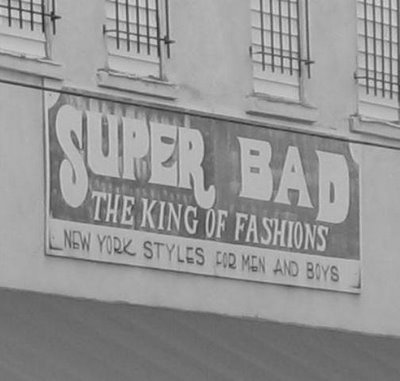 SUPER BAD
THE KING OF FASHIONS
NEW YORK STYLES FOR MEN AND BOYS